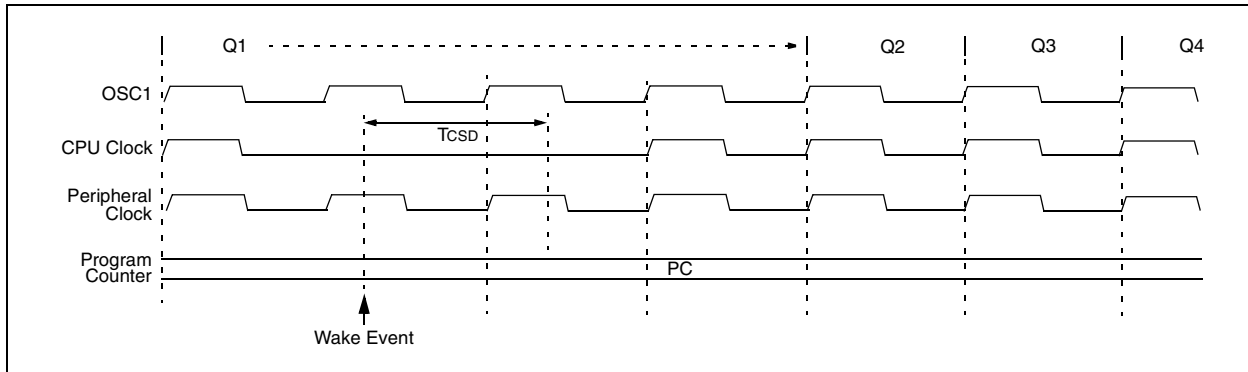 Q1 Q2 Q3 Q4
OSC1
TCSD
CPU Clock
Peripheral
Clock
Program
Counter
PC
Wake Event